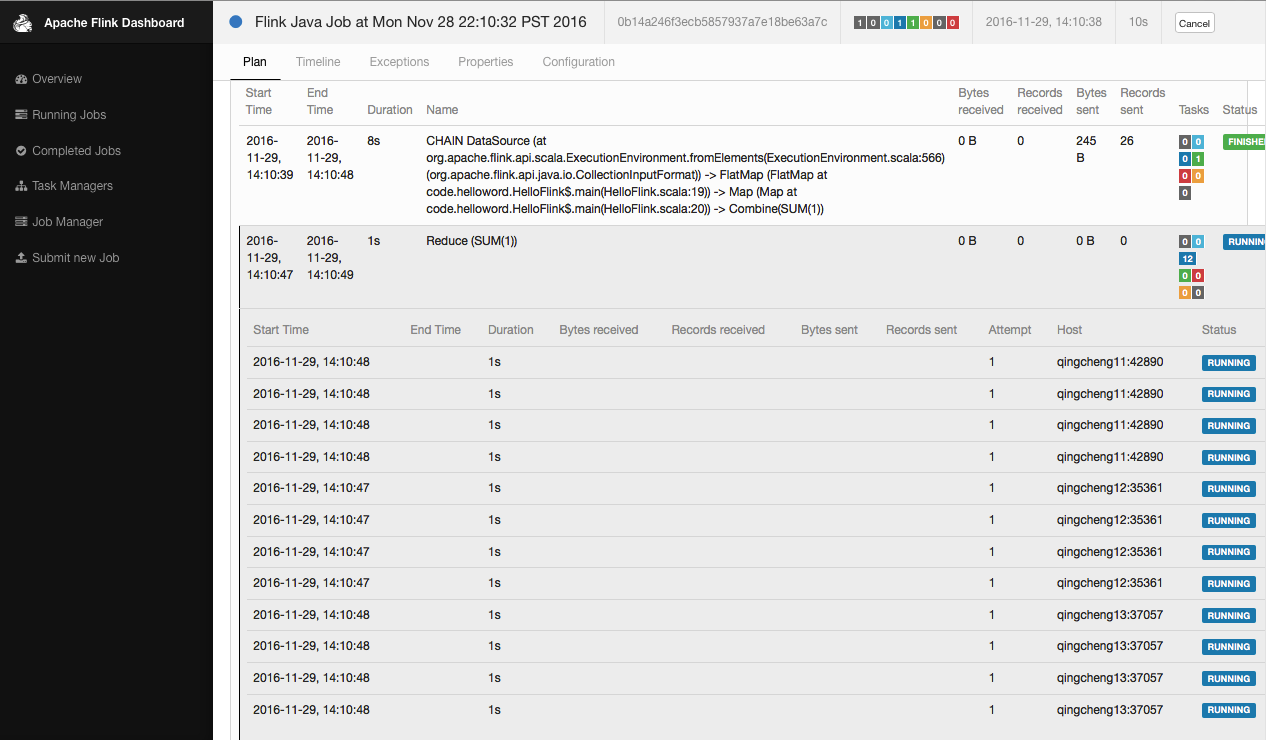 Apache Flink Dashboard
Flink Java Job at Mon Nov 28 22:10:32 PST 2016
0b14a246f3ecb5857937a7e18be63a7c
1 0 0 1 1 0 0 0
2016-11-29, 14:10:38
10s
Cancel
Overview
Running Jobs
Completed Jobs
Task Managers
Job Manager
Submit new Job
Plan Timeline Exceptions Properties Configuration
Start Time End Time Duration Name Bytes received Records received Bytes sent Records sent Tasks Status
2016-11-29, 14:10:39
2016-11-29, 14:10:48
8s
CHAIN DataSource (at
org.apache.flink.api.scala.ExecutionEnvironment.fromElements(ExecutionEnvironment.scala:566)
(org.apache.flink.api.java.io.CollectionInputFormat)) -> FlatMap (FlatMap at
code.helloword.HelloFlink$.main(HelloFlink.scala:19)) -> Map (Map at
code.helloword.HelloFlink$.main(HelloFlink.scala:20)) -> Combine(SUM(1))
0 B
0
245 B
26
0 0
0 1
0 0
0
FINISHE
2016-11-29, 14:10:47
2016-11-29, 14:10:49
1s
Reduce (SUM(1))
0 B
0
0 B
0
0 0
12
0 0
0 0
RUNNIN
Start Time End Time Duration Bytes received Records received Bytes sent Records sent Attempt Host Status
2016-11-29, 14:10:48 1s 1 qingcheng11:42890 RUNNING
2016-11-29, 14:10:48 1s 1 qingcheng11:42890 RUNNING
2016-11-29, 14:10:48 1s 1 qingcheng11:42890 RUNNING
2016-11-29, 14:10:48 1s 1 qingcheng11:42890 RUNNING
2016-11-29, 14:10:47 1s 1 qingcheng12:35361 RUNNING
2016-11-29, 14:10:47 1s 1 qingcheng12:35361 RUNNING
2016-11-29, 14:10:47 1s 1 qingcheng12:35361 RUNNING
2016-11-29, 14:10:47 1s 1 qingcheng12:35361 RUNNING
2016-11-29, 14:10:48 1s 1 qingcheng13:37057 RUNNING
2016-11-29, 14:10:48 1s 1 qingcheng13:37057 RUNNING
2016-11-29, 14:10:48 1s 1 qingcheng13:37057 RUNNING
2016-11-29, 14:10:48 1s 1 qingcheng13:37057 RUNNING